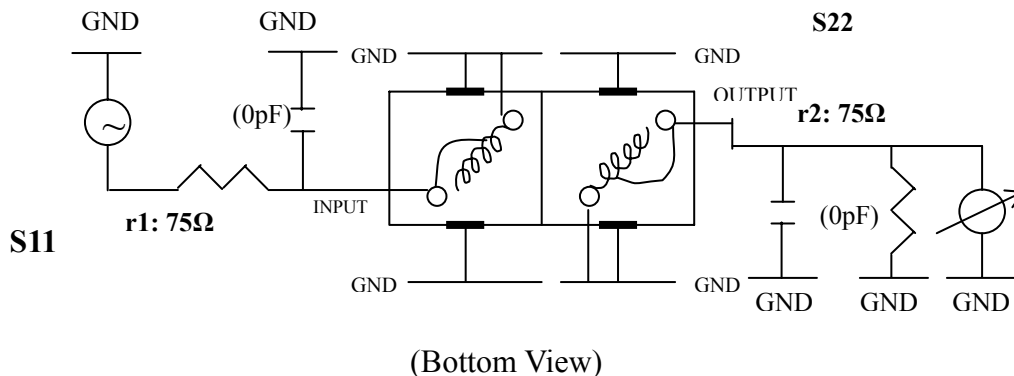 GND
GND
S22
GND
GND
OUTPUT
(0pF)
r2: 75Ω
INPUT
r1: 75Ω
(0pF)
S11
GND
GND
GND
GND
GND
(Bottom View)